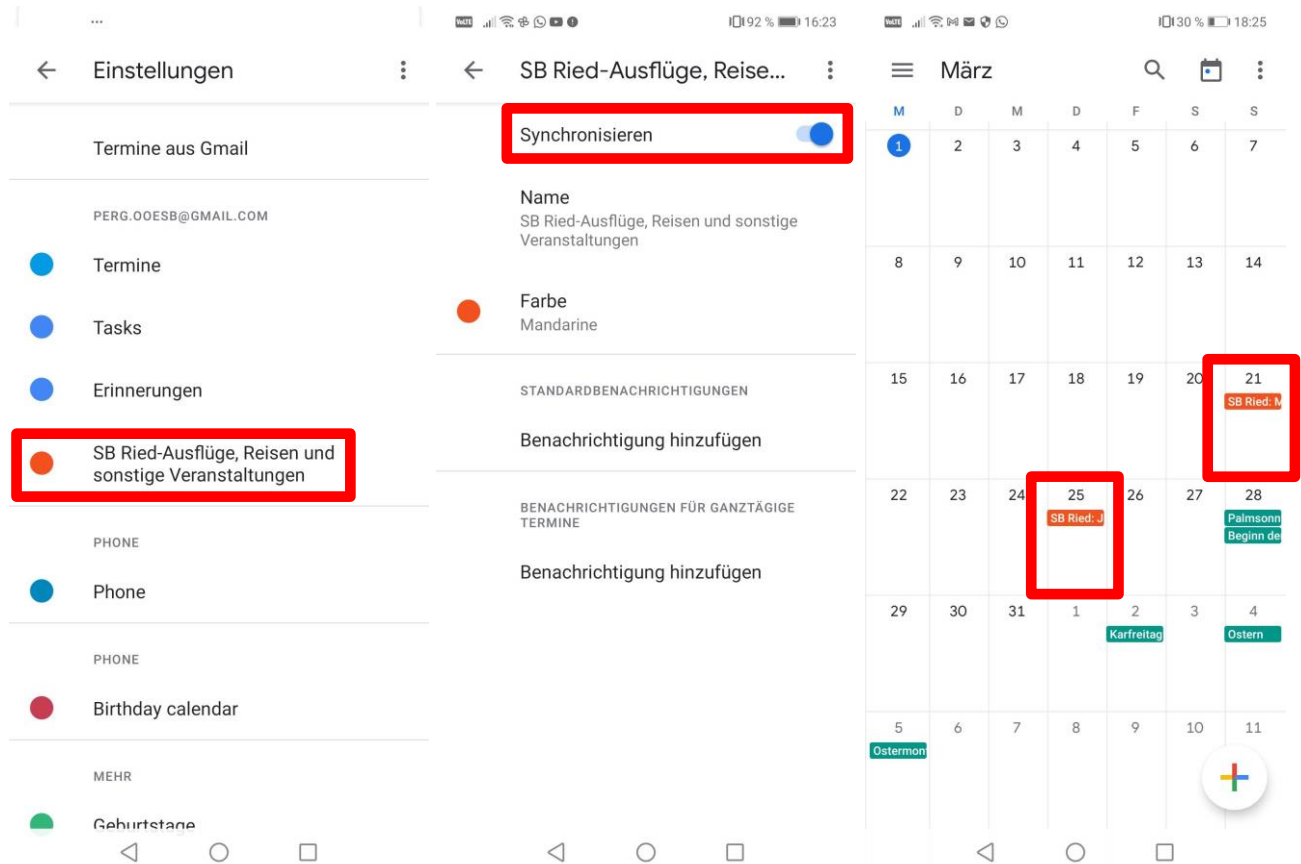 ...
Einstellungen
Termine aus Gmail
PERG.OOESB@GMAIL.COM
Termine
Tasks
Erinnerungen
SB Ried-Ausflüge, Reisen und
sonstige Veranstaltungen
PHONE
Phone
PHONE
Birthday calendar
MEHR
Geburtstage
VoLTE 92 % 16:23
SB Ried-Ausflüge, Reise...
Synchronisieren
Name
SB Ried-Ausflüge, Reisen und sonstige
Veranstaltungen
Farbe
Mandarine
STANDARDBENACHRICHTIGUNGEN
Benachrichtigung hinzufügen
BENACHRICHTIGUNGEN FÜR GANZTÄGIGE
TERMINE
Benachrichtigung hinzufügen
VoLTE 30 % 18:25
März
M D M D F S S
1 2 3 4 5 6 7
8 9 10 11 12 13 14
15 16 17 18 19 20 21
SB Ried: M
22 23 24 25 26 27 28
SB Ried: J Palmsonn
Beginn de
29 30 31 1 2 3 4
Karfreitag Ostern
5 6 7 8 9 10 11
Ostermon